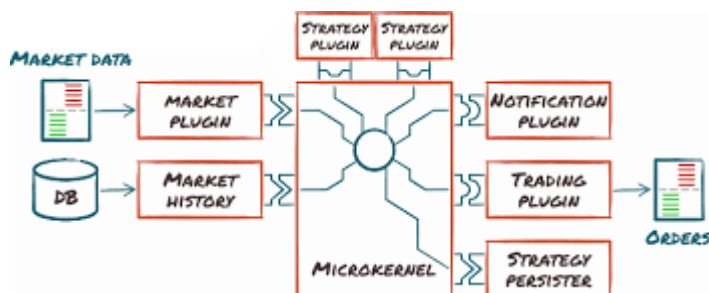 STRATEGY PLUGIN
STRATEGY PLUGIN
MARKET DATA
MARKET
PLUGIN
NOTIFICATION
PLUGIN
DB
MARKET
HISTORY
TRADING
PLUGIN
ORDERS
MICROKERNEL
STRATEGY
PERSISTER